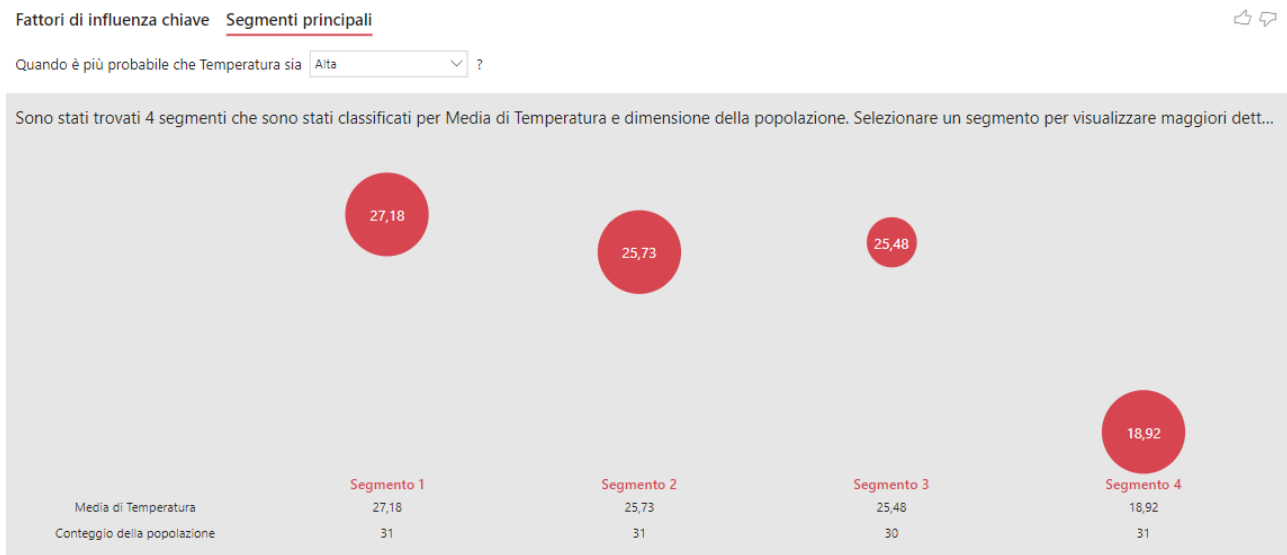 Fattori di influenza chiave Segmenti principali
Quando è più probabile che Temperatura sia Alta ?
Sono stati trovati 4 segmenti che sono stati classificati per Media di Temperatura e dimensione della popolazione. Selezionare un segmento per visualizzare maggiori dett...
27,18
25,73
25,48
18,92
Segmento 1 Segmento 2 Segmento 3 Segmento 4
Media di Temperatura 27,18 25,73 25,48 18,92
Conteggio della popolazione 31 31 30 31